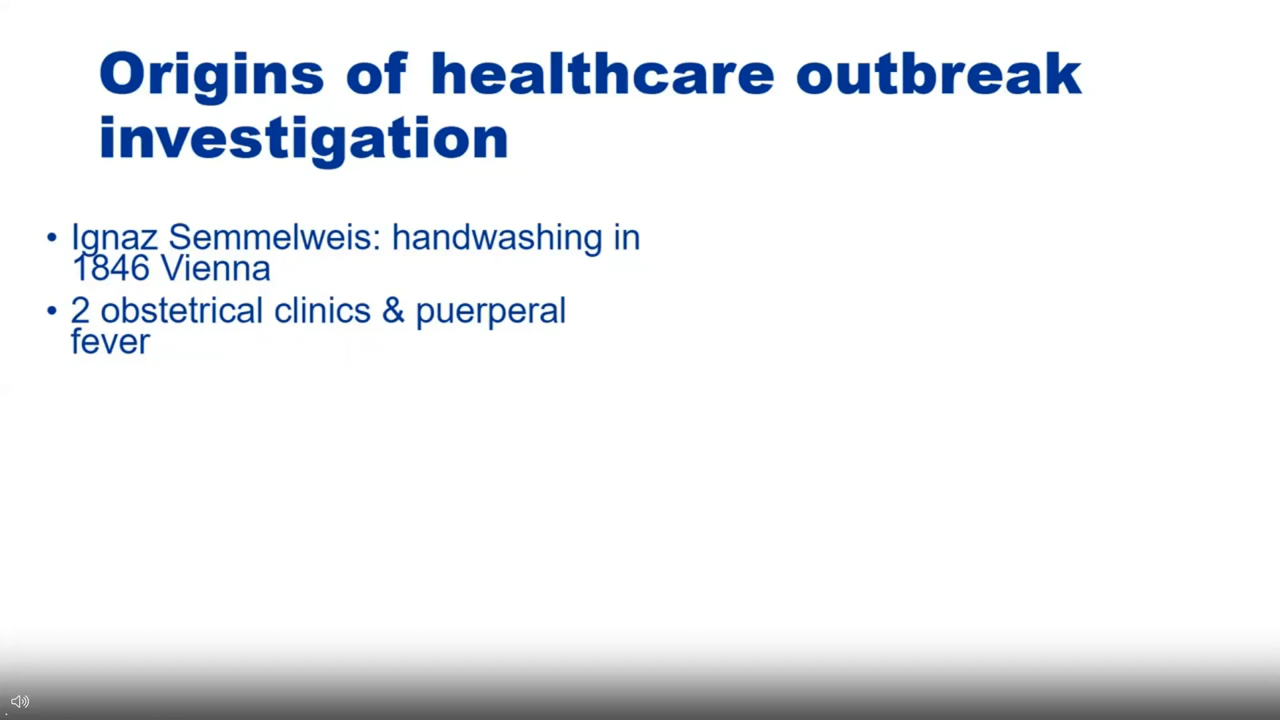 Origins of healthcare outbreak
investigation
• Ignaz Semmelweis: handwashing in
1846 Vienna
• 2 obstetrical clinics & puerperal
fever